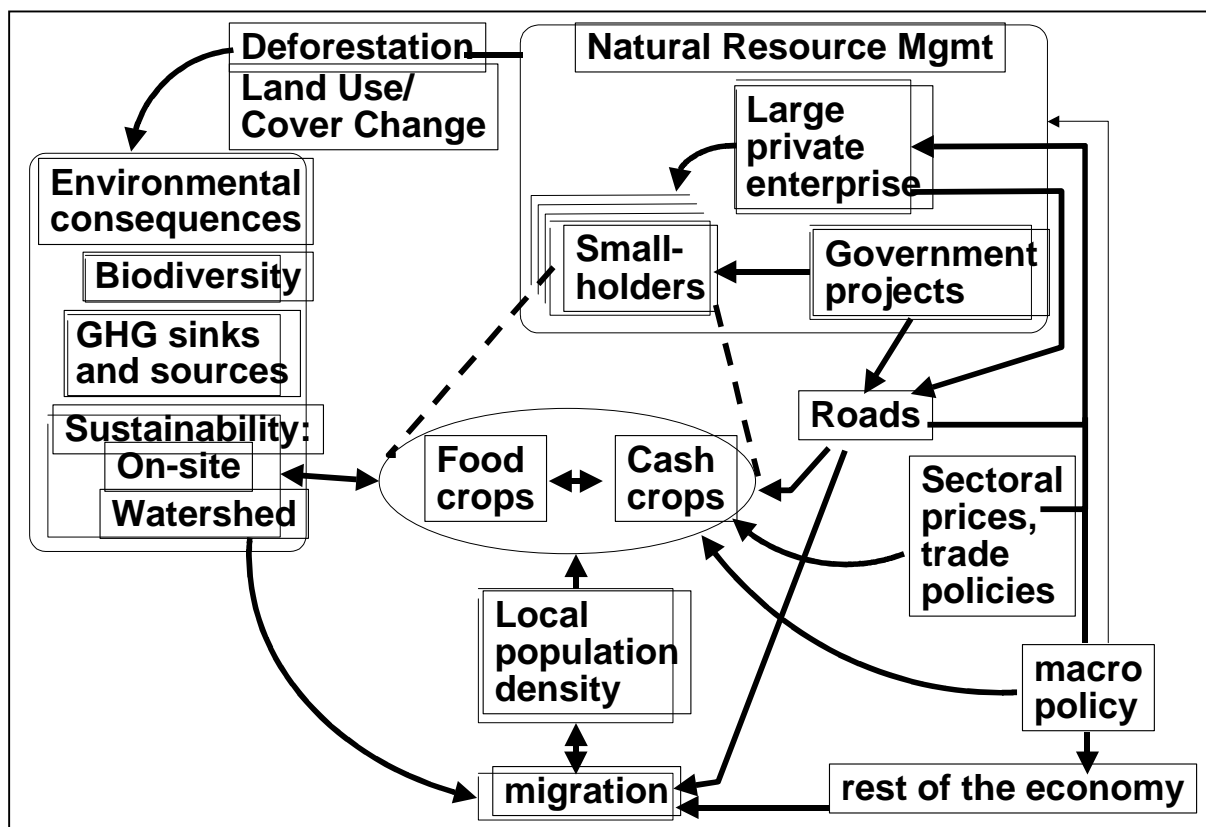 Deforestation
Land Use/
Cover Change
Natural Resource Mgmt
Large
private
enterprise
Small-
holders
Government
projects
Environmental
consequences
Biodiversity
GHG sinks
and sources
Sustainability:
On-site
Watershed
Food
crops
Cash
crops
Roads
Sectoral
prices,
trade
policies
Local
population
density
macro
policy
migration
rest of the economy